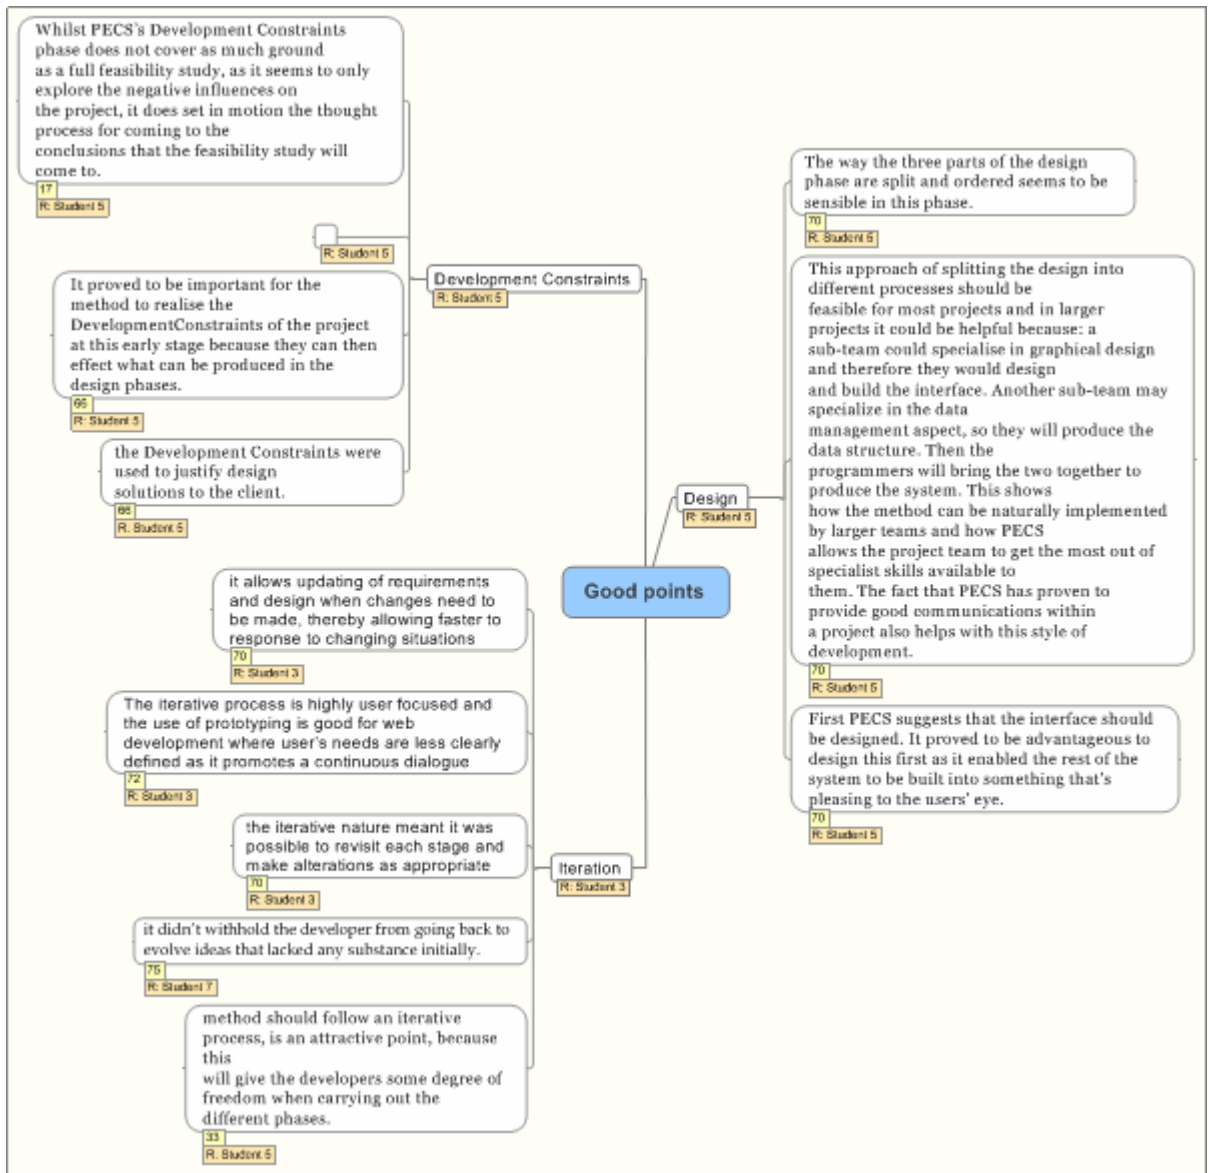 Whilst PECS's Development Constraints
phase does not cover as much ground
as a full feasibility study, as it seems to only
explore the negative influences on
the project, it does set in motion the thought
process for coming to the
conclusions that the feasibility study will
come to.
17
R: Student 5
R: Student 5
It proved to be important for the
method to realise the
DevelopmentConstraints of the project
at this early stage because they can then
effect what can be produced in the
design phases.
66
R: Student 5
the Development Constraints were
used to justify design
solutions to the client.
66
R: Student 5
Development Constraints
R: Student 5
it allows updating of requirements
and design when changes need to
be made, thereby allowing faster to
response to changing situations
70
R: Student 3
The iterative process is highly user focused and
the use of prototyping is good for web
development where user's needs are less clearly
defined as it promotes a continuous dialogue
72
R: Student 3
the iterative nature meant it was
possible to revisit each stage and
make alterations as appropriate
70
R: Student 3
it didn't withhold the developer from going back to
evolve ideas that lacked any substance initially.
75
R: Student 7
method should follow an iterative
process, is an attractive point, because
this
will give the developers some degree of
freedom when carrying out the
different phases.
33
R: Student 6
Iteration
R: Student 3
Good points
Design
R: Student 5
The way the three parts of the design
phase are split and ordered seems to be
sensible in this phase.
70
R: Student 5
This approach of splitting the design into
different processes should be
feasible for most projects and in larger
projects it could be helpful because: a
sub-team could specialise in graphical design
and therefore they would design
and build the interface. Another sub-team may
specialize in the data
management aspect, so they will produce the
data structure. Then the
programmers will bring the two together to
produce the system. This shows
how the method can be naturally implemented
by larger teams and how PECS
allows the project team to get the most out of
specialist skills available to
them. The fact that PECS has proven to
provide good communications within
a project also helps with this style of
development.
70
R: Student 5
First PECS suggests that the interface should
be designed. It proved to be advantageous to
design this first as it enabled the rest of the
system to be built into something that's
pleasing to the users' eye.
70
R: Student 5